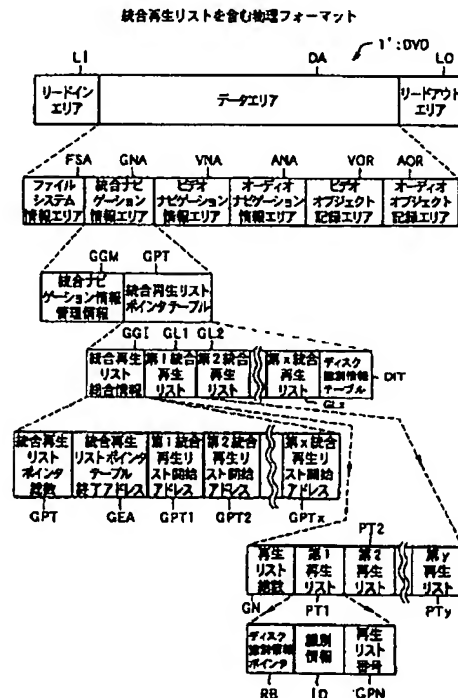 統合再生リストを含む物理フォーマット
1':DVD
LI
DA
LO
リードイン
エリア
データエリア
リードアウト
エリア
FSA
GNA
VNA
ANA
VOR
AOR
ファイル
システム
情報エリア
統合ナビ
ゲーション
情報エリア
ビデオ
ナビゲーション
情報エリア
オーディオ
ナビゲーション
情報エリア
ビデオ
オブジェクト
記録エリア
オーディオ
オブジェクト
記録エリア
GGM
GPT
統合ナビ
ゲーション情報
管理情報
統合再生リスト
ポインタテーブル
GGI
GL1
GL2
統合再生
リスト
総合情報
第1統合
再生
リスト
第2統合
再生
リスト
第x統合
再生
リスト
ディスク
識別情報
テーブル
DIT
GLx
統合再生
リスト
ポインタ
総数
統合再生
リストポインタ
テーブル
終了アドレス
第1統合
再生リ
スト開始
アドレス
第2統合
再生リ
スト開始
アドレス
第x統合
再生リ
スト開始
アドレス
GPT
GEA
GPT1
GPT2
GPTx
PT2
再生
リスト
総数
第1
再生
リスト
第2
再生
リスト
第y
再生
リスト
GN
PT1
PTy
ディスク
識別情報
ポインタ
識別
情報
再生
リスト
番号
RB
ID
GPN